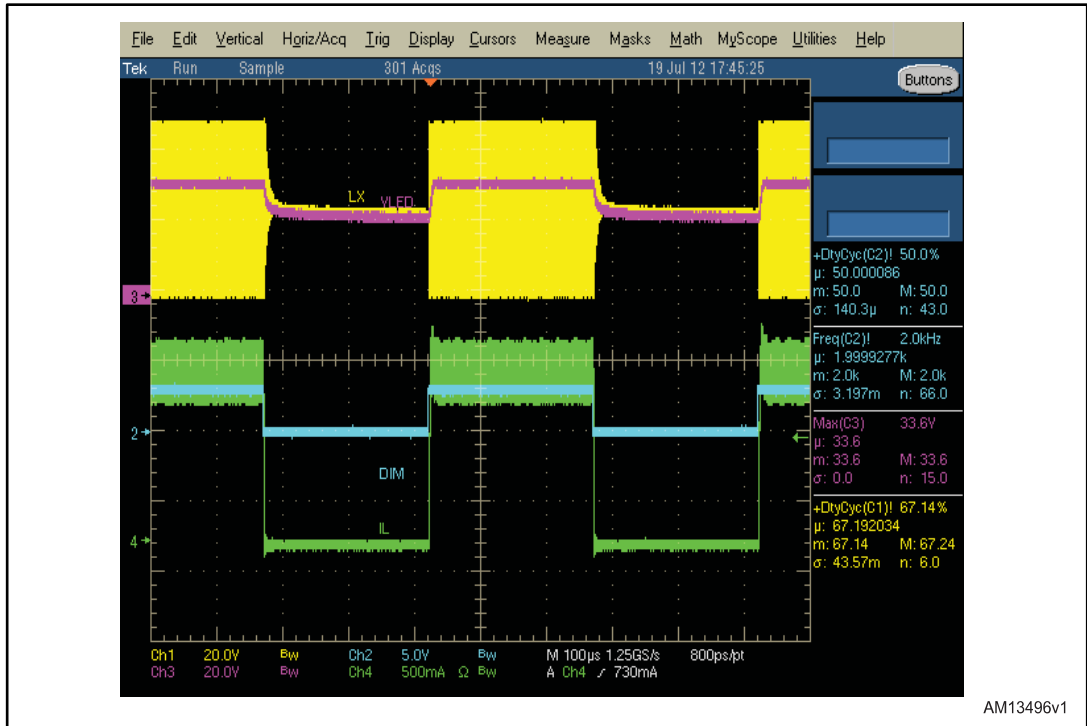 File Edit Vertical Horiz/Acq Trig Display Cursors Measure Masks Math MyScope Utilities Help
Tek Run Sample 301 Acqs 19 Jul 12 17:45:25
Buttons
LX
VLED
3
+DtyCyc(C2)! 50.0%
µ: 50.000086
m: 50.0 M: 50.0
σ: 140.3µ n: 43.0
Freq(C2)! 2.0kHz
µ: 1.9999277k
m: 2.0k M: 2.0k
σ: 3.197m n: 66.0
2
Max(C3) 33.6V
µ: 33.6
m: 33.6 M: 33.6
σ: 0.0 n: 15.0
DIM
IL
4
+DtyCyc(C1)! 67.14%
µ: 67.192034
m: 67.14 M: 67.24
σ: 43.57m n: 6.0
Ch1 20.0V Bw Ch2 5.0V Bw M 100µs 1.25GS/s 800ps/pt
Ch3 20.0V Bw Ch4 500mA Ω Bw A Ch4 ∕ 730mA
AM13496v1